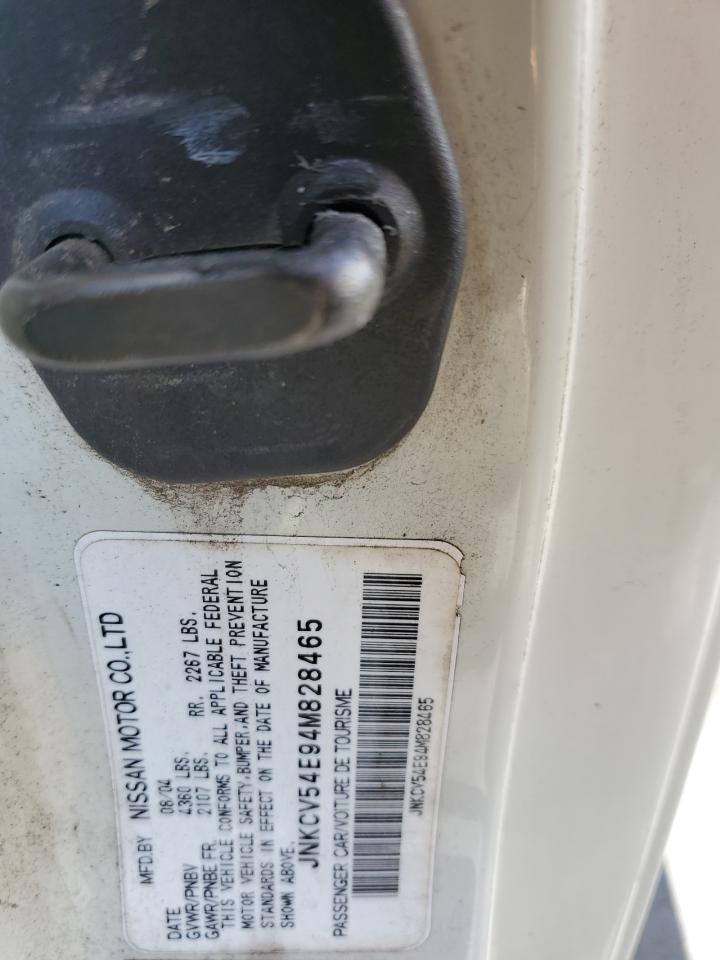 MFD.BY NISSAN MOTOR CO.,LTD
DATE 08/04
GVWR/PNBV 4360 LBS.
GAWR/PNBE FR. 2107 LBS. RR. 2267 LBS.
THIS VEHICLE CONFORMS TO ALL APPLICABLE FEDERAL
MOTOR VEHICLE SAFETY,BUMPER,AND THEFT PREVENTION
STANDARDS IN EFFECT ON THE DATE OF MANUFACTURE
SHOWN ABOVE.
JNKCV54E94M828465
PASSENGER CAR/VOITURE DE TOURISME
JNKCV54E94M828465